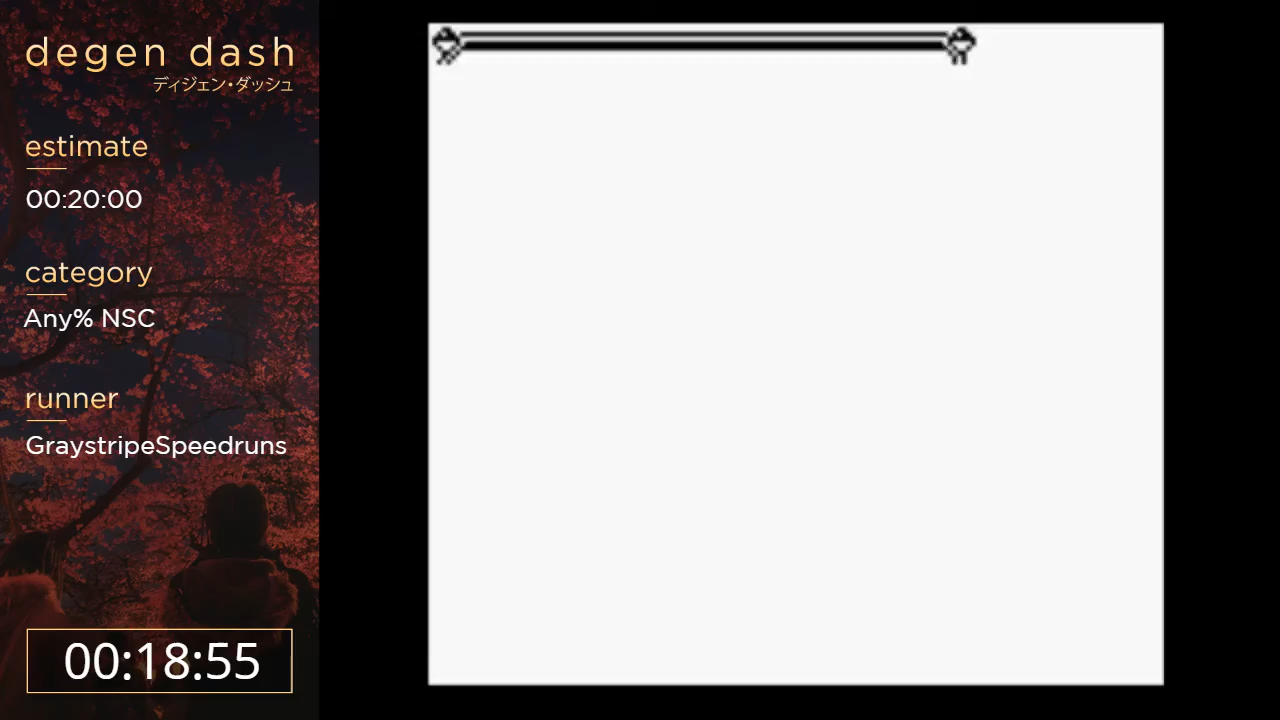 degen dash
ディジェン・ダッシュ
estimate
00:20:00
category
Any% NSC
runner
GraystripeSpeedruns
00:18:55